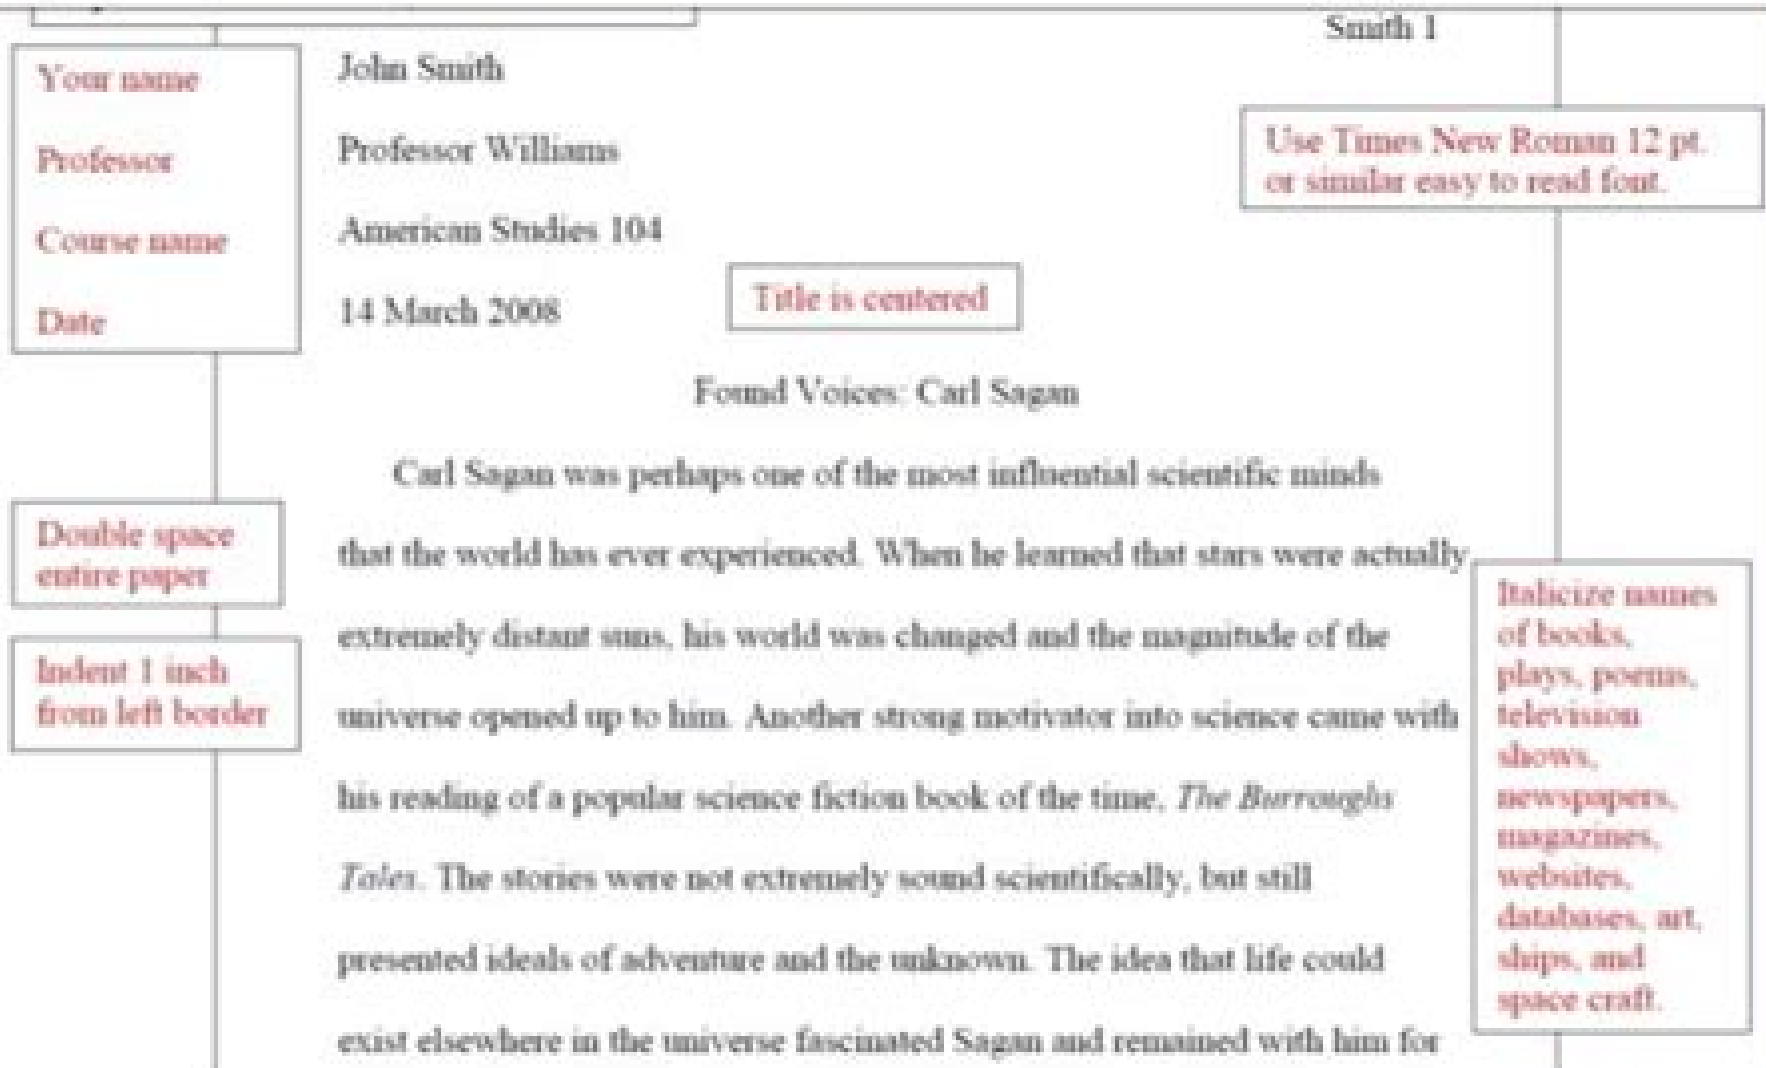 Smith 1
Your name
Professor
Course name
Date
John Smith
Professor Williams
American Studies 104
14 March 2008
Use Times New Roman 12 pt.
or similar easy to read font.
Title is centered
Found Voices: Carl Sagan
Carl Sagan was perhaps one of the most influential scientific minds
that the world has ever experienced. When he learned that stars were actually
extremely distant suns, his world was changed and the magnitude of the
universe opened up to him. Another strong motivator into science came with
his reading of a popular science fiction book of the time, The Burroughs
Tales. The stories were not extremely sound scientifically, but still
presented ideals of adventure and the unknown. The idea that life could
exist elsewhere in the universe fascinated Sagan and remained with him for
Double space
entire paper
Indent 1 inch
from left border
Italicize names
of books,
plays, poems,
television
shows,
newspapers,
magazines,
websites,
databases, art,
ships, and
space craft.